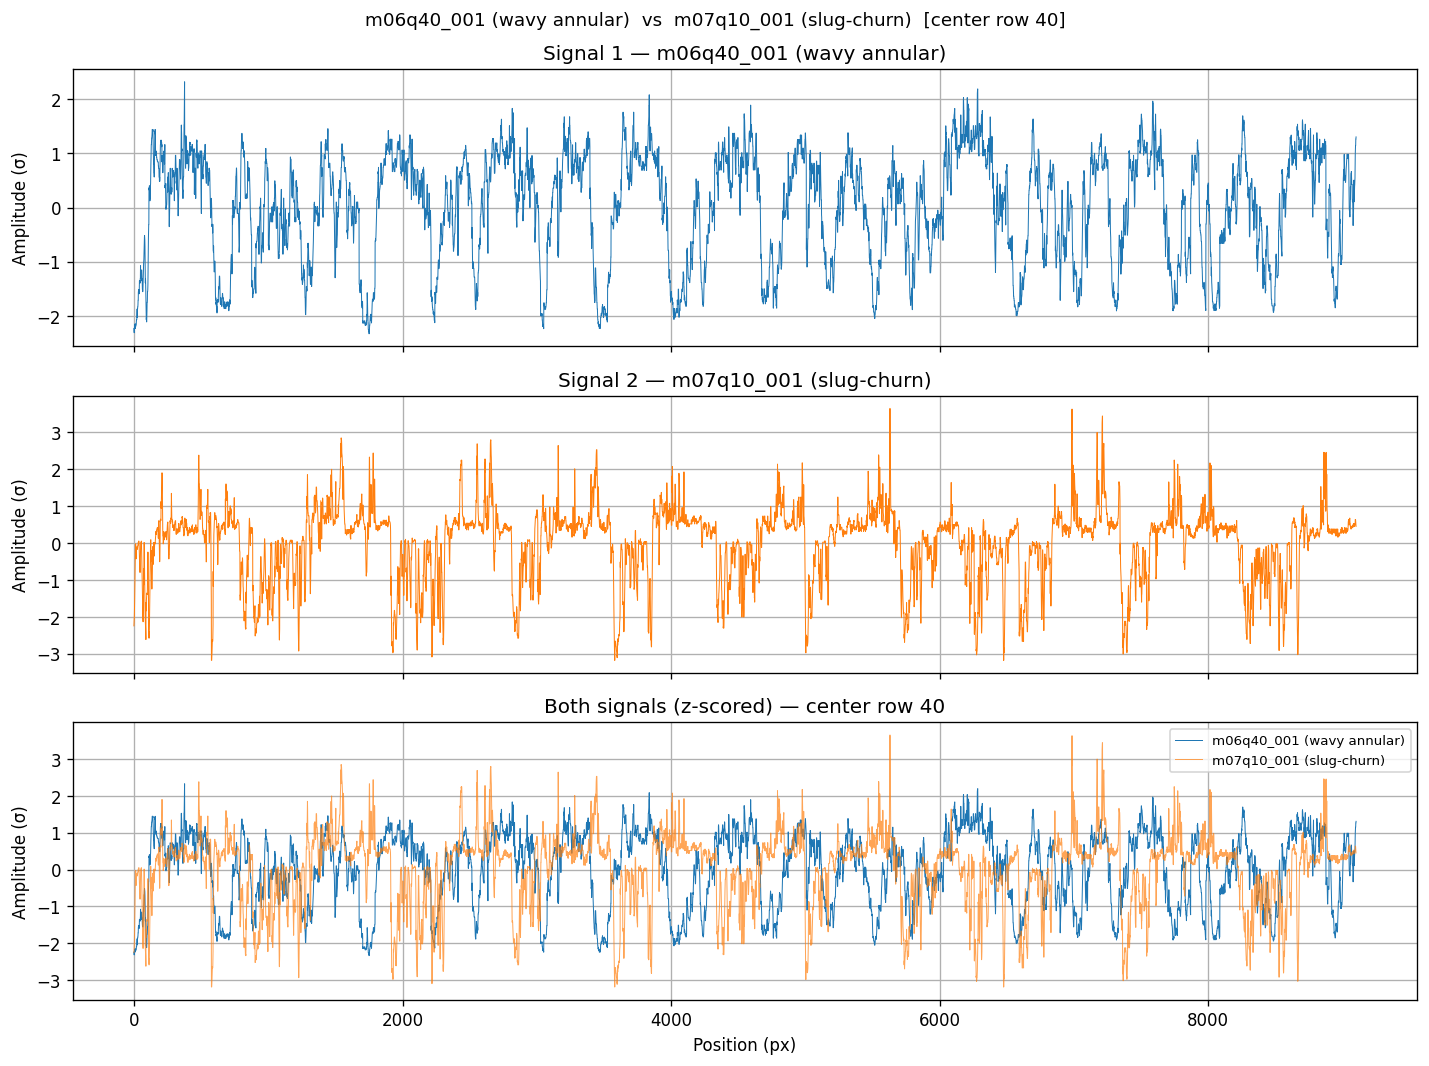 m06q40_001 (wavy annular)  vs  m07q10_001 (slug-churn)  [center row 40]
Signal 1 — m06q40_001 (wavy annular)
Amplitude (σ)
2
1
0
−1
−2
Signal 2 — m07q10_001 (slug-churn)
Amplitude (σ)
3
2
1
0
−1
−2
−3
Both signals (z-scored) — center row 40
m06q40_001 (wavy annular)
m07q10_001 (slug-churn)
Amplitude (σ)
3
2
1
0
−1
−2
−3
0 2000 4000 6000 8000
Position (px)